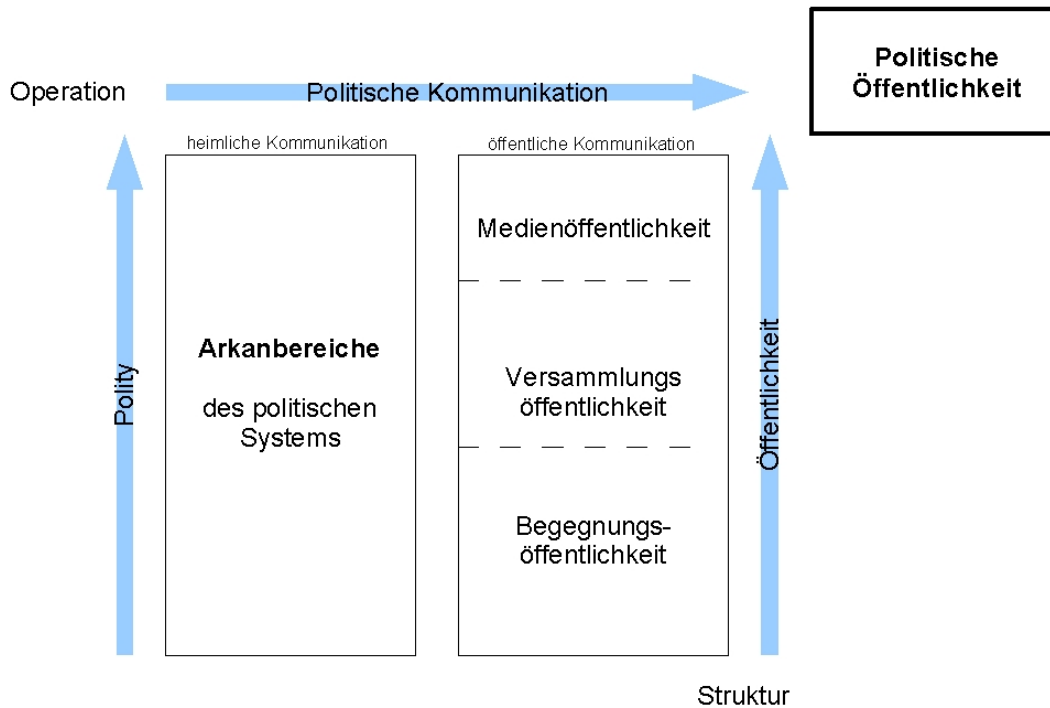 Politische
Öffentlichkeit
Operation
Politische Kommunikation
heimliche Kommunikation
öffentliche Kommunikation
Medienöffentlichkeit
Arkanbereiche
des politischen
Systems
Versammlungs
öffentlichkeit
Begegnungs-
öffentlichkeit
Polity
Öffentlichkeit
Struktur